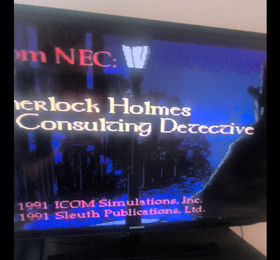 om NEC:
herlock Holmes
Consulting Detective
1991 ICOM Simulations, Inc.
1991 Sleuth Publications, Ltd.